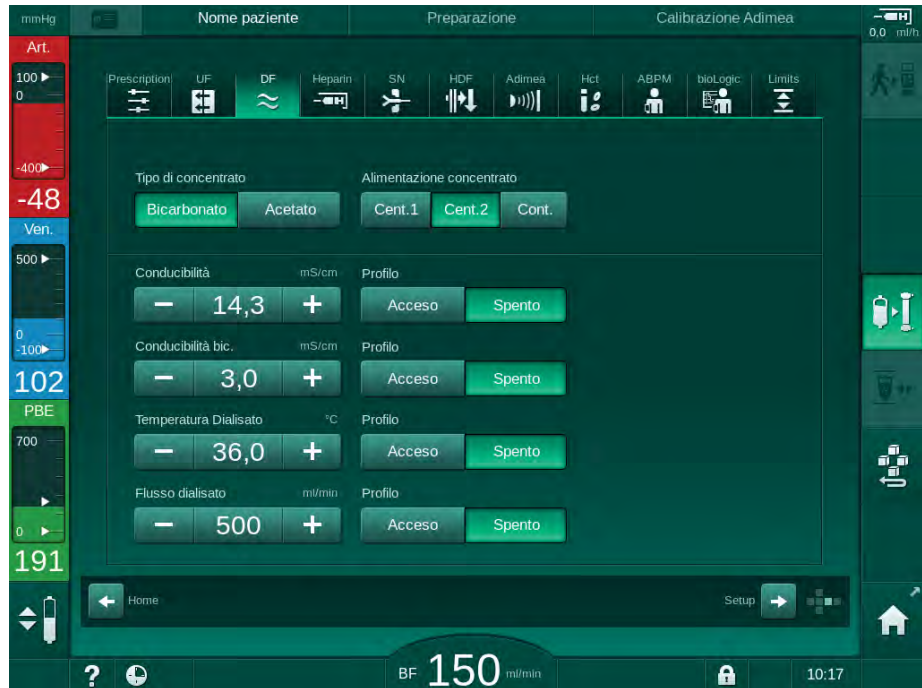 mmHg Nome paziente Preparazione Calibrazione Adimea
0,0 ml/h
Art.
100
0
-400
-48
Ven.
500
0
-100
102
PBE
700
0
191
Prescription UF DF Heparin SN HDF Adimea Hct ABPM bioLogic Limits
Tipo di concentrato Alimentazione concentrato
Bicarbonato Acetato Cent.1 Cent.2 Cont.
Conducibilità mS/cm Profilo
− 14,3 + Acceso Spento
Conducibilità bic. mS/cm Profilo
− 3,0 + Acceso Spento
Temperatura Dialisato °C Profilo
− 36,0 + Acceso Spento
Flusso dialisato ml/min Profilo
− 500 + Acceso Spento
Home Setup
? BF 150 ml/min 10:17